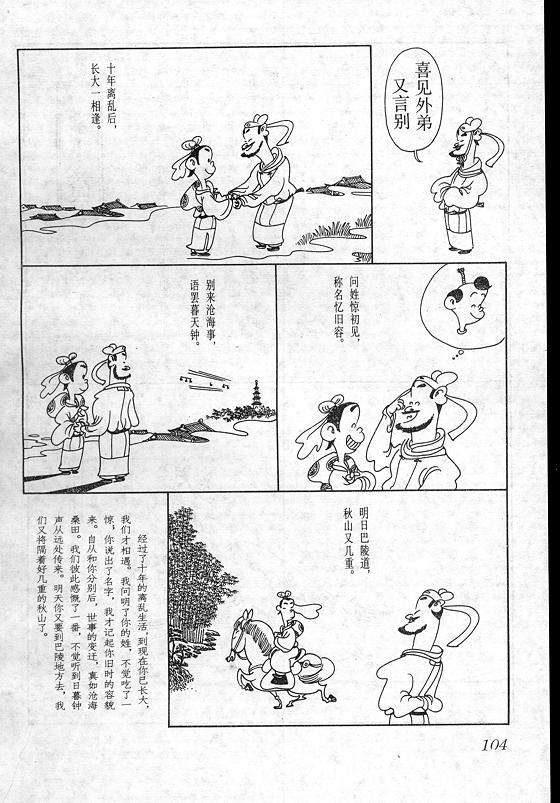 喜见外弟
又言别
十年离乱后，
长大一相逢。
问姓惊初见，
称名忆旧容。
别来沧海事，
语罢暮天钟。
明日巴陵道，
秋山又几重。
经过了十年的离乱生活，到现在你已长大，
我们才相遇。我问明了你的姓，不觉吃了一
惊，你说出了名字，我才记起你旧时的容貌
来。自从和你分别后，世事的变迁，真如沧海
桑田。我们彼此感慨了一番，不觉听到日暮钟
声从远处传来。明天你又要到巴陵地方去，我
们又将隔着好几重的秋山了。
104